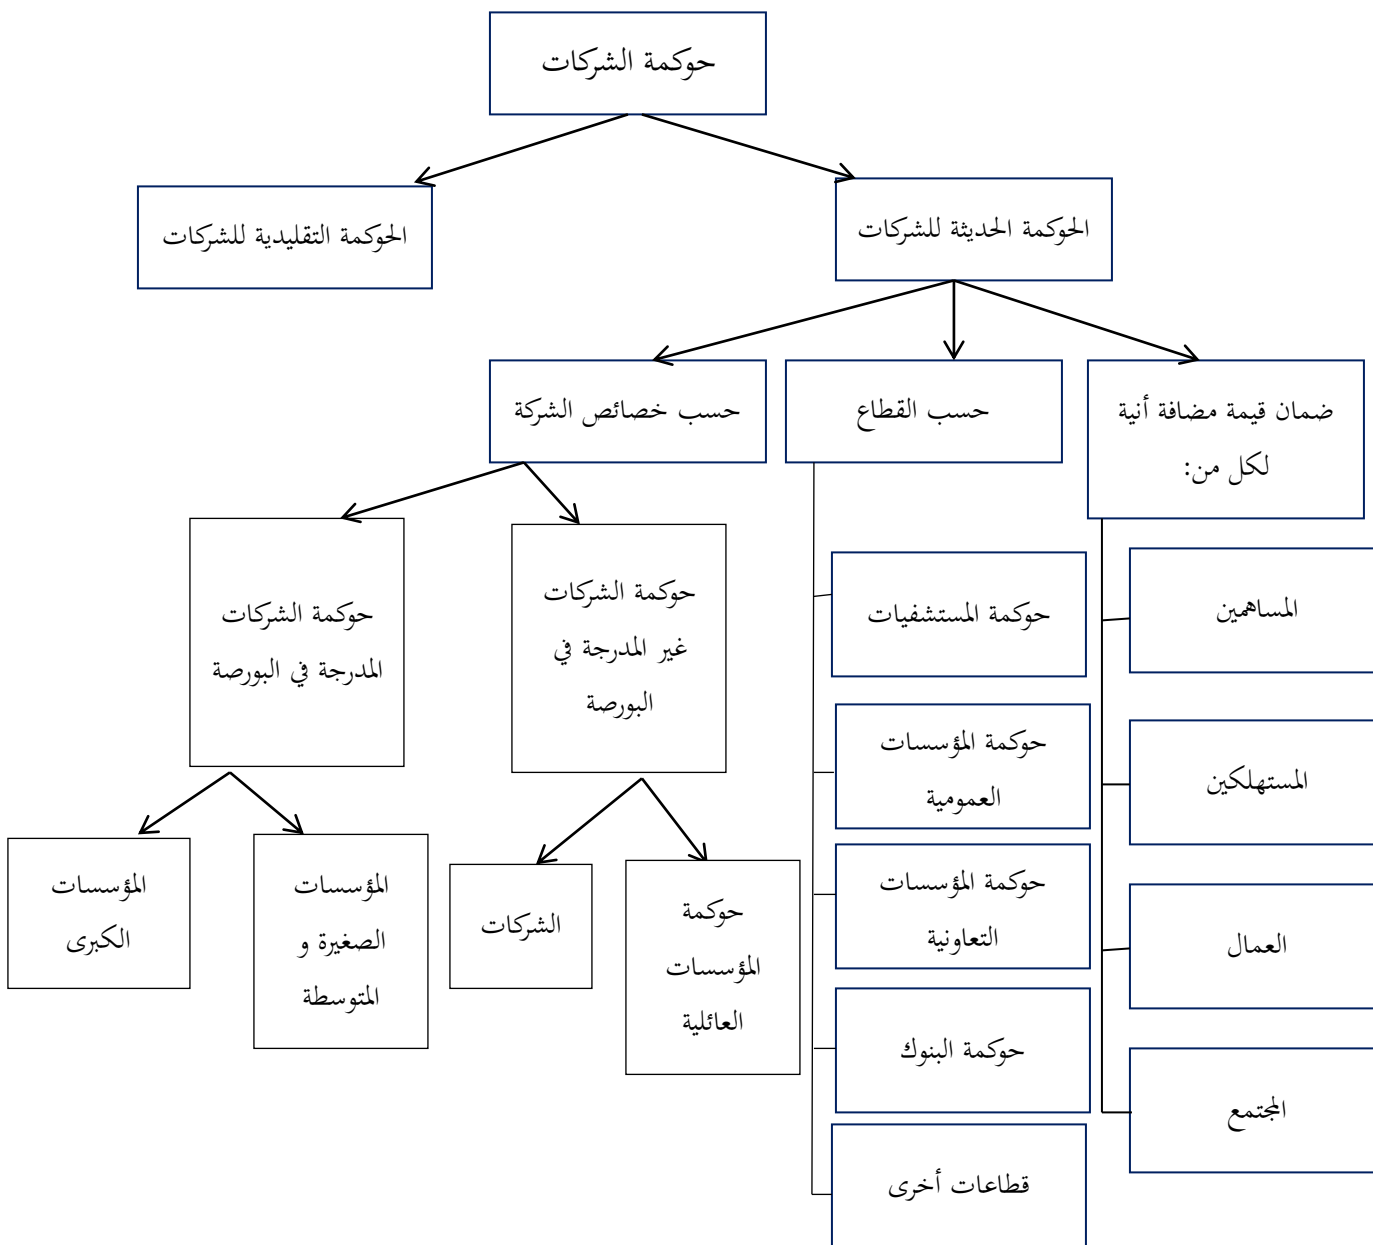 حوكمة الشركات
الحوكمة الحديثة للشركات
الحوكمة التقليدية للشركات
ضمان قيمة مضافة أنية
لكل من:
حسب القطاع
حسب خصائص الشركة
المساهمين
المستهلكين
العمال
المجتمع
حوكمة المستشفيات
حوكمة المؤسسات
العمومية
حوكمة المؤسسات
التعاونية
حوكمة البنوك
قطاعات أخرى
حوكمة الشركات
غير المدرجة في
البورصة
حوكمة الشركات
المدرجة في البورصة
حوكمة
المؤسسات
العائلية
الشركات
المؤسسات
الصغيرة و
المتوسطة
المؤسسات
الكبرى